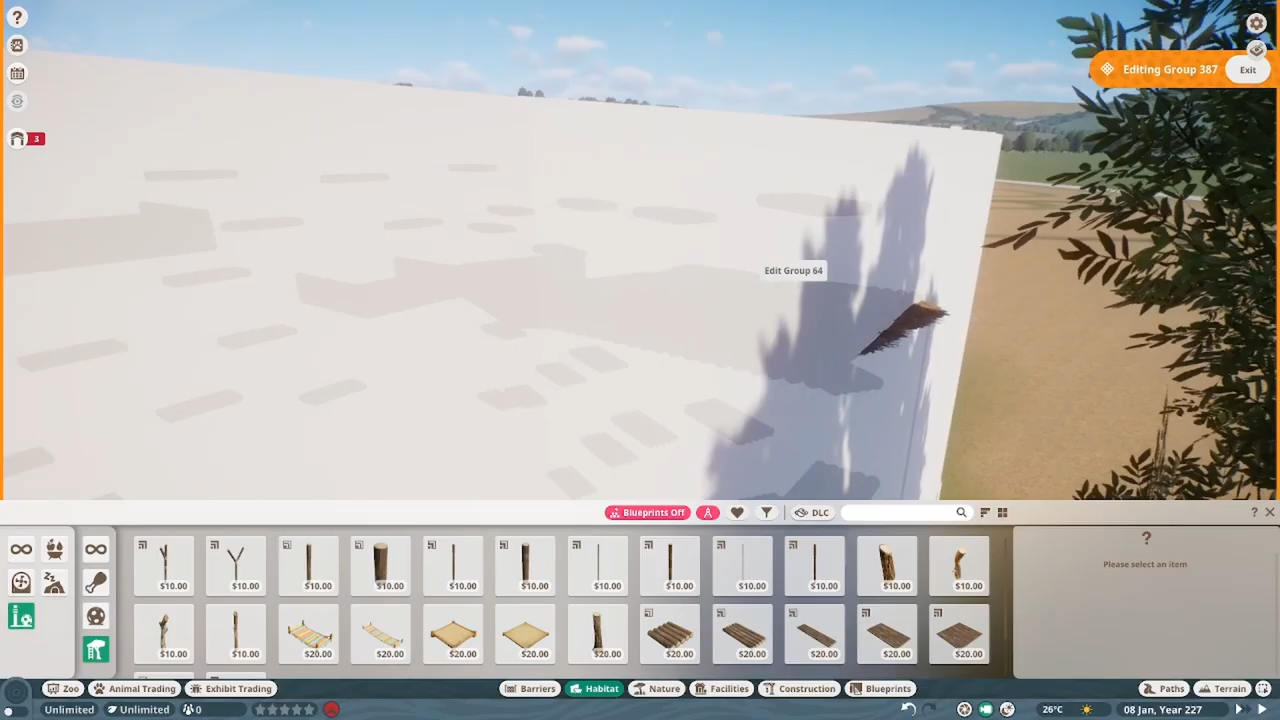 ?
Editing Group 387
Exit
3
Edit Group 64
Blueprints Off
DLC
?
$10.00 $10.00 $10.00 $10.00 $10.00 $10.00 $10.00 $10.00 $10.00 $10.00 $10.00 $10.00
$10.00 $10.00 $20.00 $20.00 $20.00 $20.00 $20.00 $20.00 $20.00 $20.00 $20.00 $20.00
?
Please select an item
Zoo Animal Trading Exhibit Trading Barriers Habitat Nature Facilities Construction Blueprints Paths Terrain
Unlimited Unlimited 0 26°C 08 Jan, Year 227